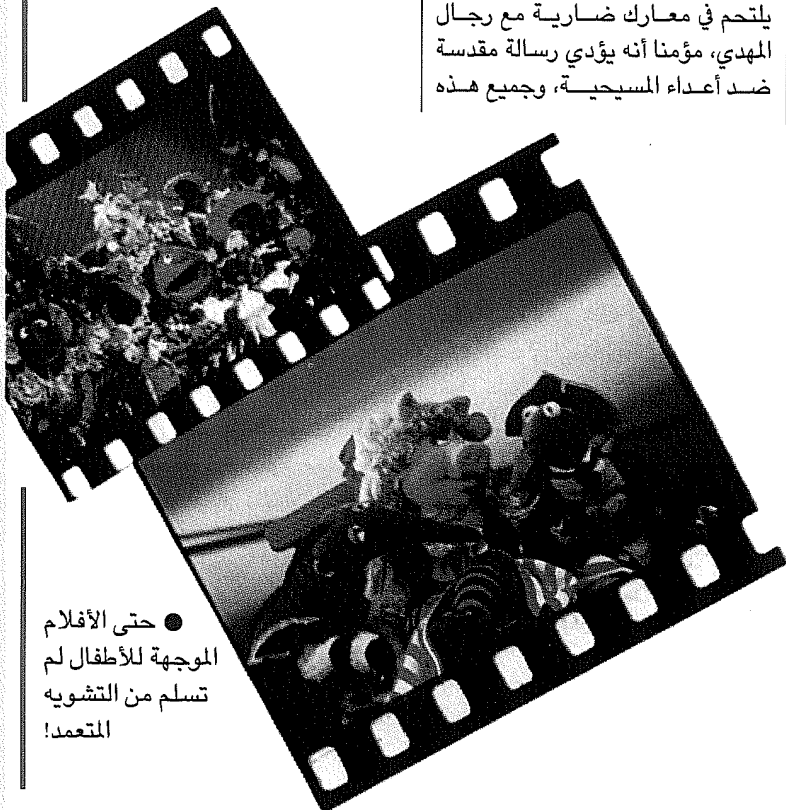 يلتحم في معارك ضارية مع رجال
المهدي، مؤمنا أنه يؤدي رسالة مقدسة
ضد أعداء المسيحية، وجميع هذه
● حتى الأفلام
الموجهة للأطفال لم
تسلم من التشويه
المتعمد!